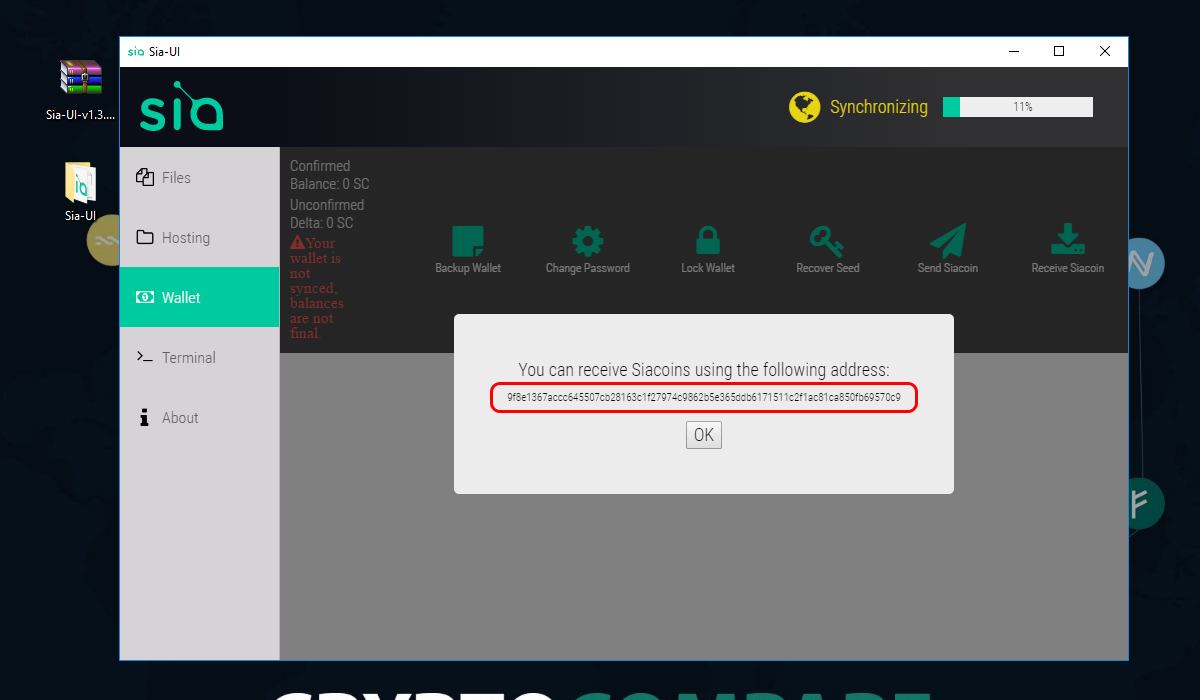 sia Sia-UI
Sia-UI-v1.3....
Sia-UI
sia
Synchronizing
11%
Files
Hosting
Wallet
Terminal
About
Confirmed
Balance: 0 SC
Unconfirmed
Delta: 0 SC
Your
wallet is
not
synced,
balances
are not
final.
Backup Wallet
Change Password
Lock Wallet
Recover Seed
Send Siacoin
Receive Siacoin
You can receive Siacoins using the following address:
9f8e1367accc645507cb28163c1f27974c9862b5e365ddb6171511c2f1ac81ca850fb69570c9
OK
CRYPTO COMPARE